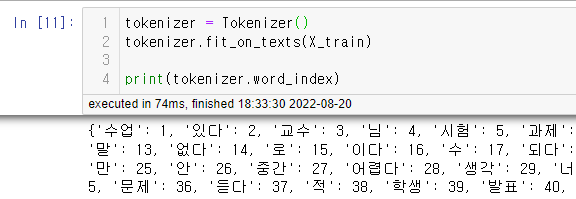 In [11]:
1 tokenizer = Tokenizer()
2 tokenizer.fit_on_texts(X_train)
3
4 print(tokenizer.word_index)
executed in 74ms, finished 18:33:30 2022-08-20
{'수업': 1, '있다': 2, '교수': 3, '님': 4, '시험': 5, '과제'
'말': 13, '없다': 14, '로': 15, '이다': 16, '수': 17, '되다'
'만': 25, '안': 26, '중간': 27, '어렵다': 28, '생각': 29, '너
5, '문제': 36, '듣다': 37, '적': 38, '학생': 39, '발표': 40,